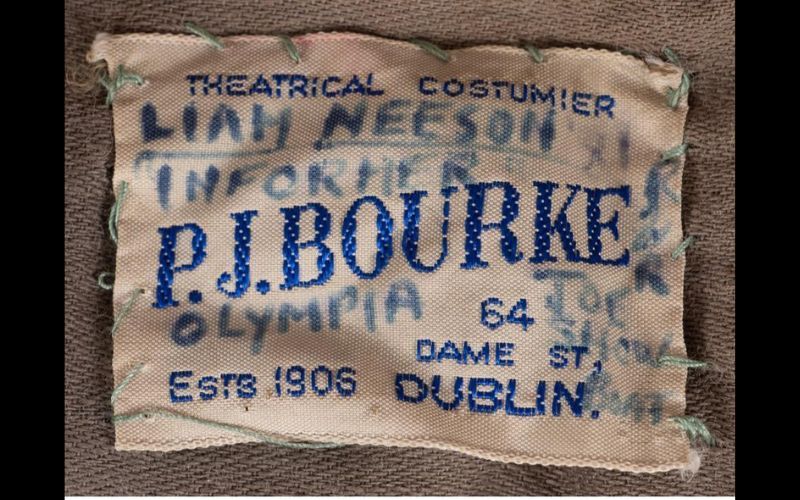 THEATRICAL COSTUMIER
LIAM NEESON
INFORMER
P.J.BOURKE
OLYMPIA
64
DAME ST,
ESTB 1906 DUBLIN.